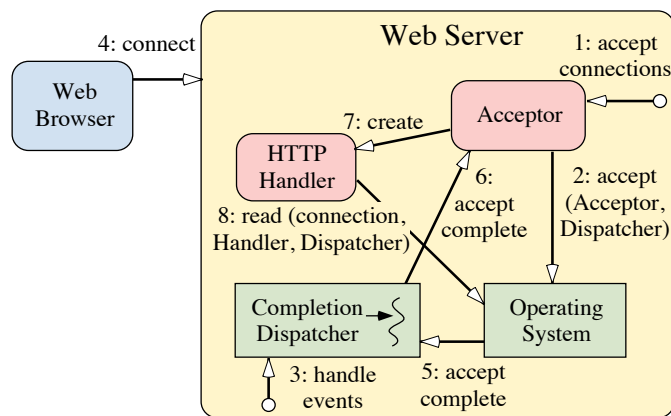 Web Server
4: connect
1: accept
connections
Web
Browser
Acceptor
7: create
HTTP
Handler
6:
accept
complete
2: accept
(Acceptor,
Dispatcher)
8: read (connection,
Handler, Dispatcher)
Completion
Dispatcher
Operating
System
3: handle
events
5: accept
complete